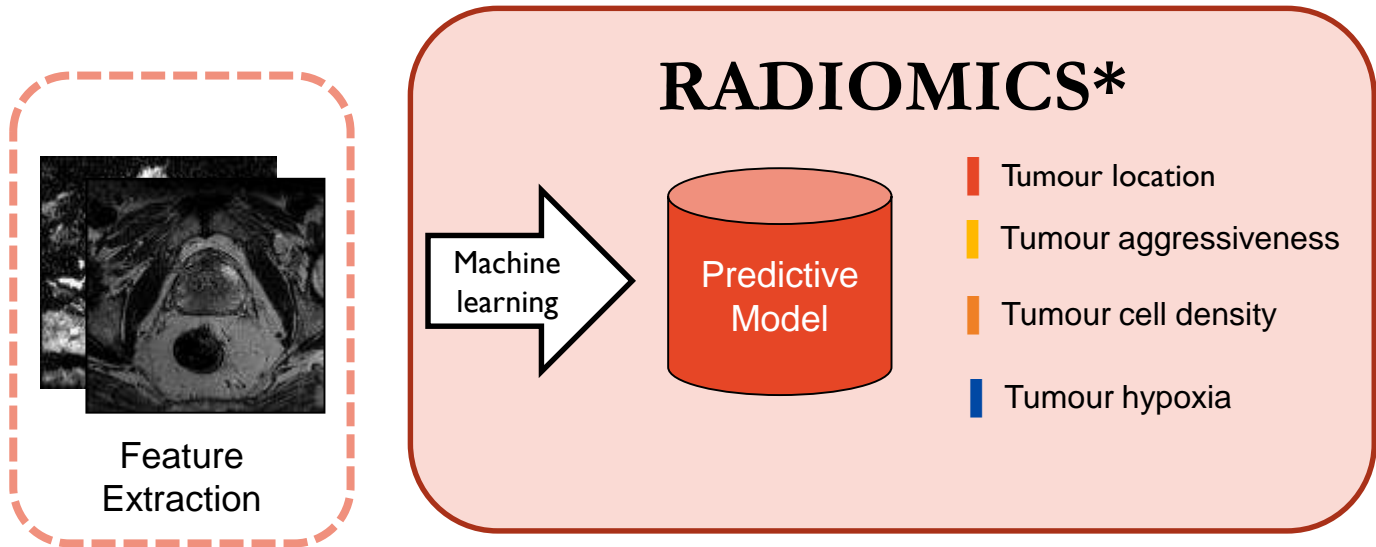 RADIOMICS*
Feature
Extraction
Machine
learning
Predictive
Model
Tumour location
Tumour aggressiveness
Tumour cell density
Tumour hypoxia